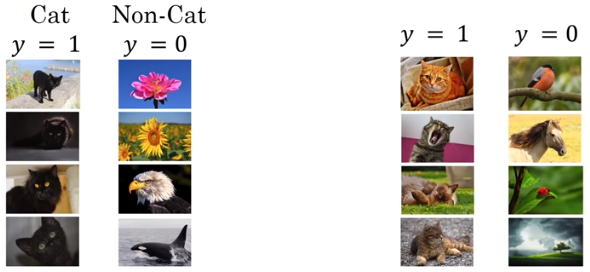 Cat
Non-Cat
y = 1
y = 0
y = 1
y = 0